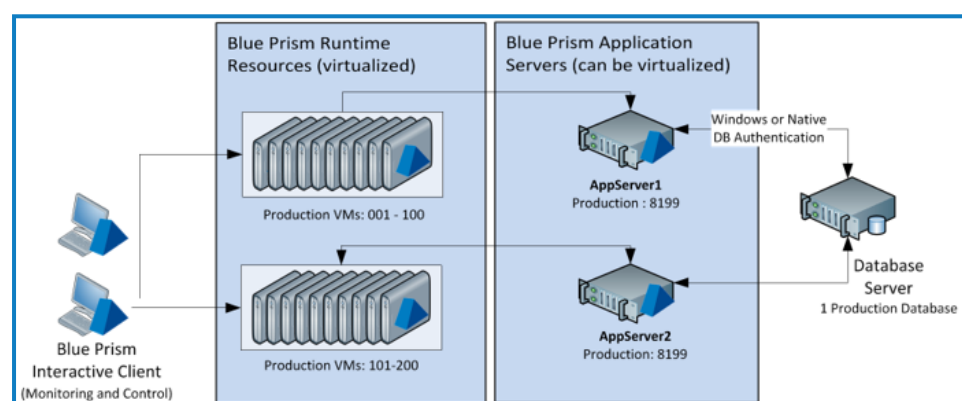 Blue Prism Runtime
Resources (virtualized)
Production VMs: 001 - 100
Production VMs: 101-200
Blue Prism Application
Servers (can be virtualized)
AppServer1
Production : 8199
AppServer2
Production: 8199
Windows or Native
DB Authentication
Database
Server
1 Production Database
Blue Prism
Interactive Client
(Monitoring and Control)